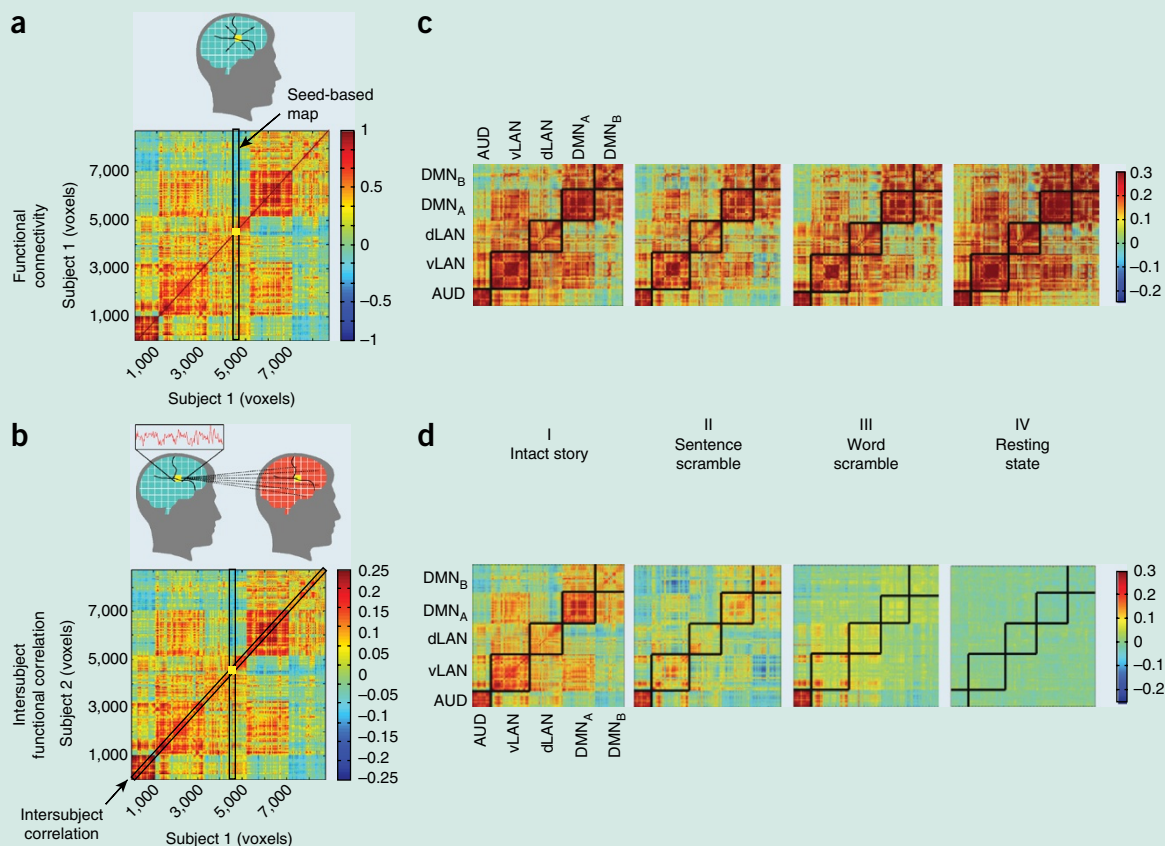 a
Seed-based
map
Functional
connectivity
Subject 1 (voxels)
7,000
5,000
3,000
1,000
1
0.5
0
−0.5
−1
1,000
3,000
5,000
7,000
Subject 1 (voxels)
b
Intersubject
functional correlation
Subject 2 (voxels)
7,000
5,000
3,000
1,000
0.25
0.2
0.15
0.1
0.05
0
−0.05
−0.1
−0.15
−0.2
−0.25
1,000
3,000
5,000
7,000
Intersubject
correlation
Subject 1 (voxels)
c
AUD
vLAN
dLAN
DMNA
DMNB
DMNB
DMNA
dLAN
vLAN
AUD
0.3
0.2
0.1
0
−0.1
−0.2
d
I
Intact story
II
Sentence
scramble
III
Word
scramble
IV
Resting
state
DMNB
DMNA
dLAN
vLAN
AUD
AUD
vLAN
dLAN
DMNA
DMNB
0.3
0.2
0.1
0
−0.1
−0.2